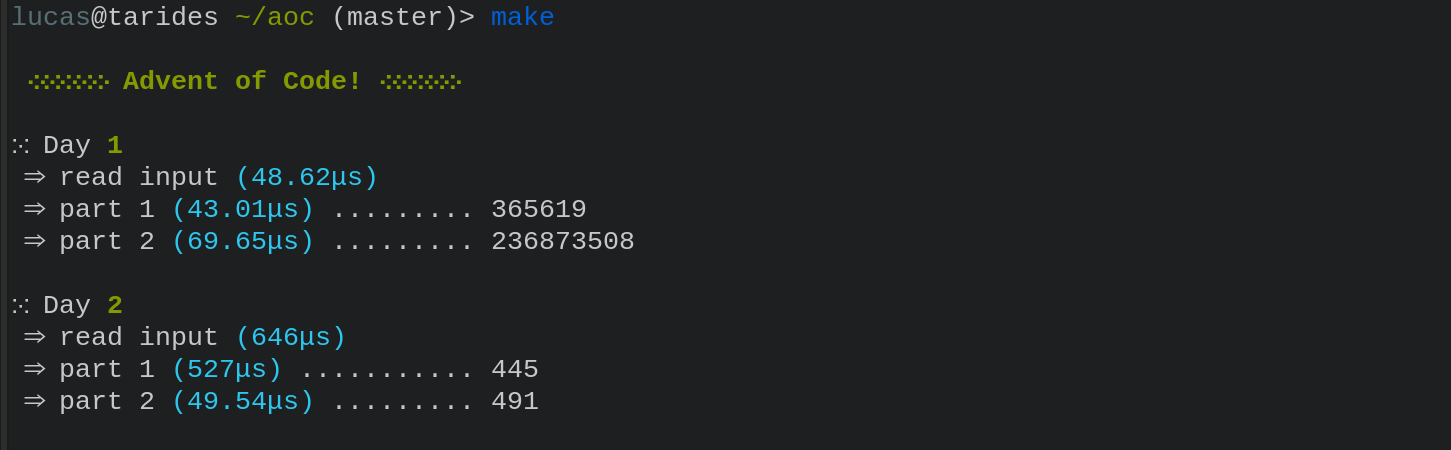 lucas@tarides ~/aoc (master)> make
Advent of Code!
⁙ Day 1
⇒ read input (48.62µs)
⇒ part 1 (43.01µs) ......... 365619
⇒ part 2 (69.65µs) ......... 236873508
⁙ Day 2
⇒ read input (646µs)
⇒ part 1 (527µs) ........... 445
⇒ part 2 (49.54µs) ......... 491